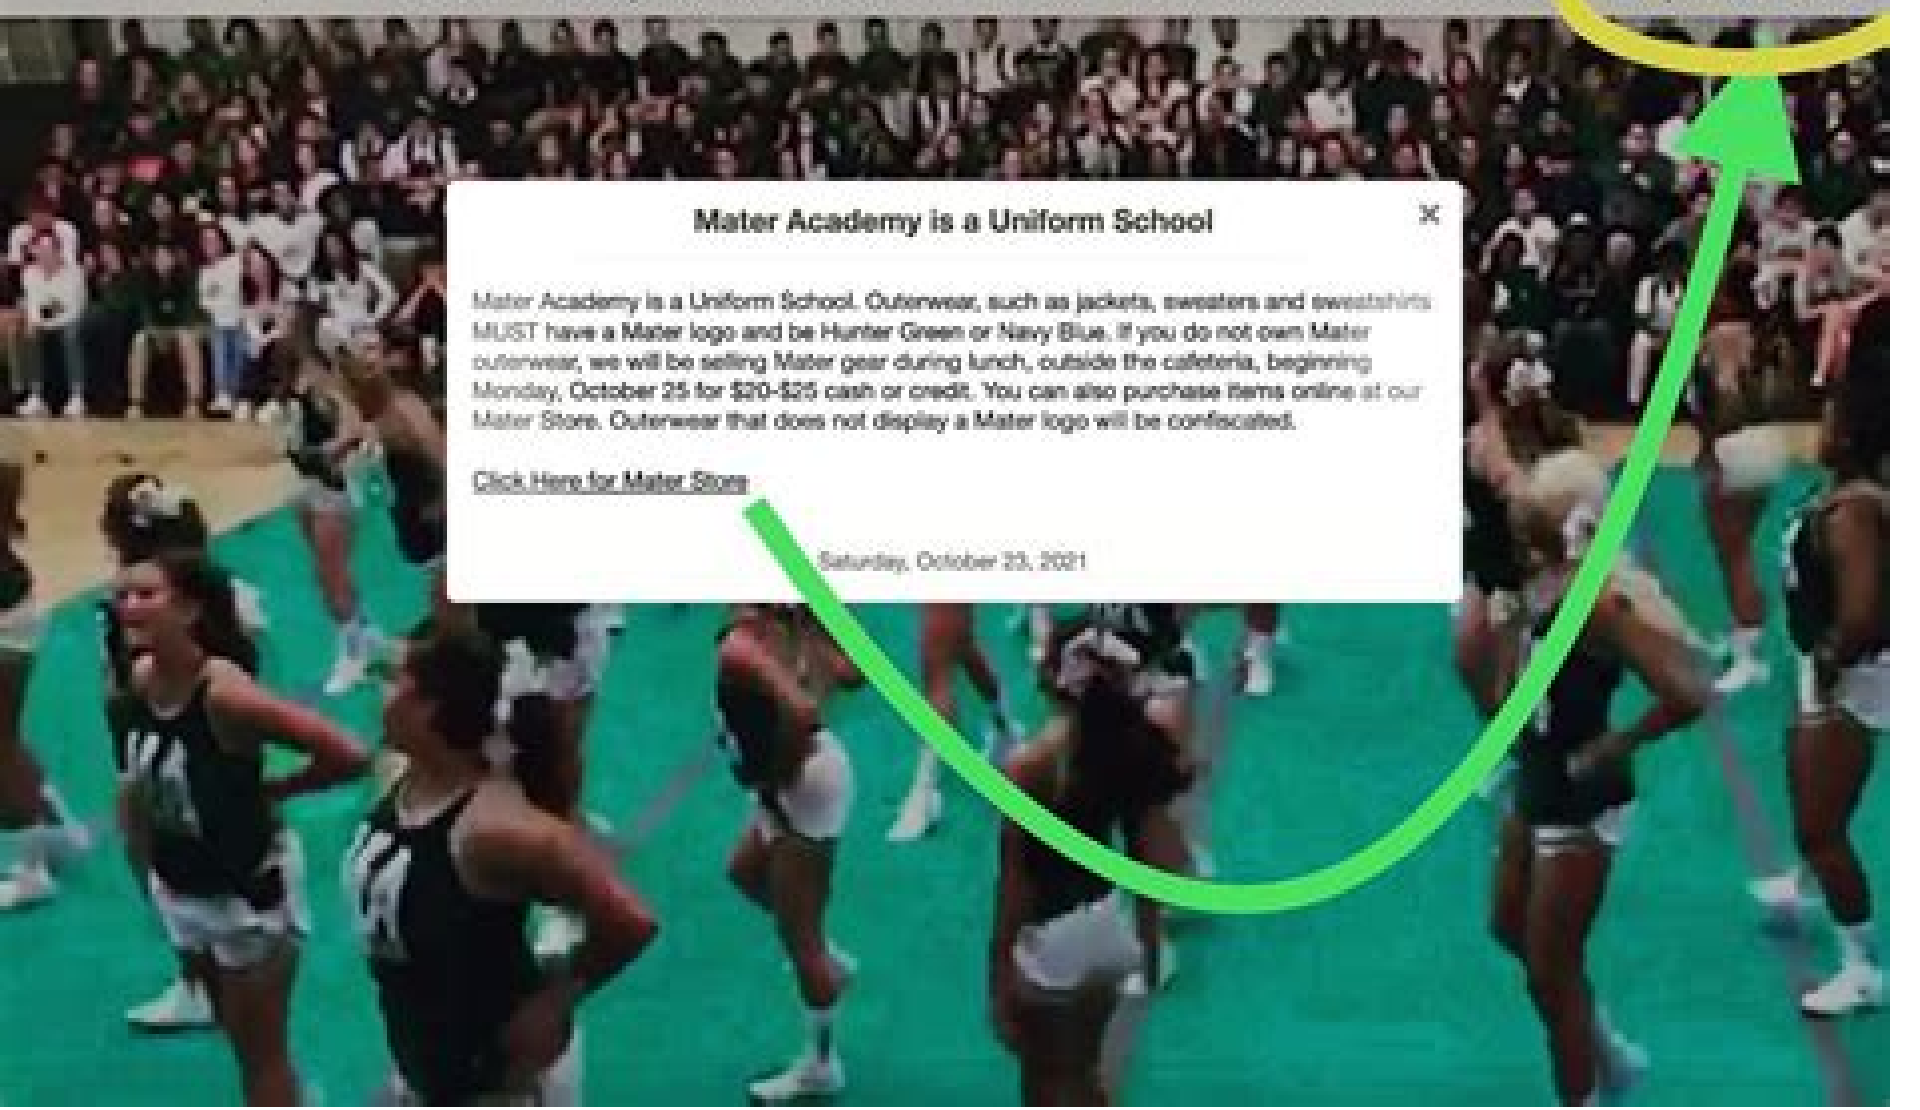 Mater Academy is a Uniform School
Mater Academy is a Uniform School. Outerwear, such as jackets, sweaters and sweatshirts
MUST have a Mater logo and be Hunter Green or Navy Blue. If you do not own Mater
outerwear, we will be selling Mater gear during lunch, outside the cafeteria, beginning
Monday, October 25 for $20-$25 cash or credit. You can also purchase items online at our
Mater Store. Outerwear that does not display a Mater logo will be confiscated.
Click Here for Mater Store
Saturday, October 23, 2021